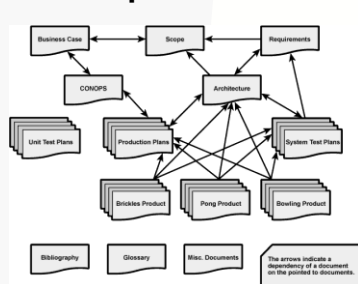 Business Case
Scope
Requirements
CONOPS
Architecture
Unit Test Plans
Production Plans
System Test Plans
Brickles Product
Pong Product
Bowling Product
Bibliography
Glossary
Misc. Documents
The arrows indicate a
dependency of a document
on the pointed to documents.